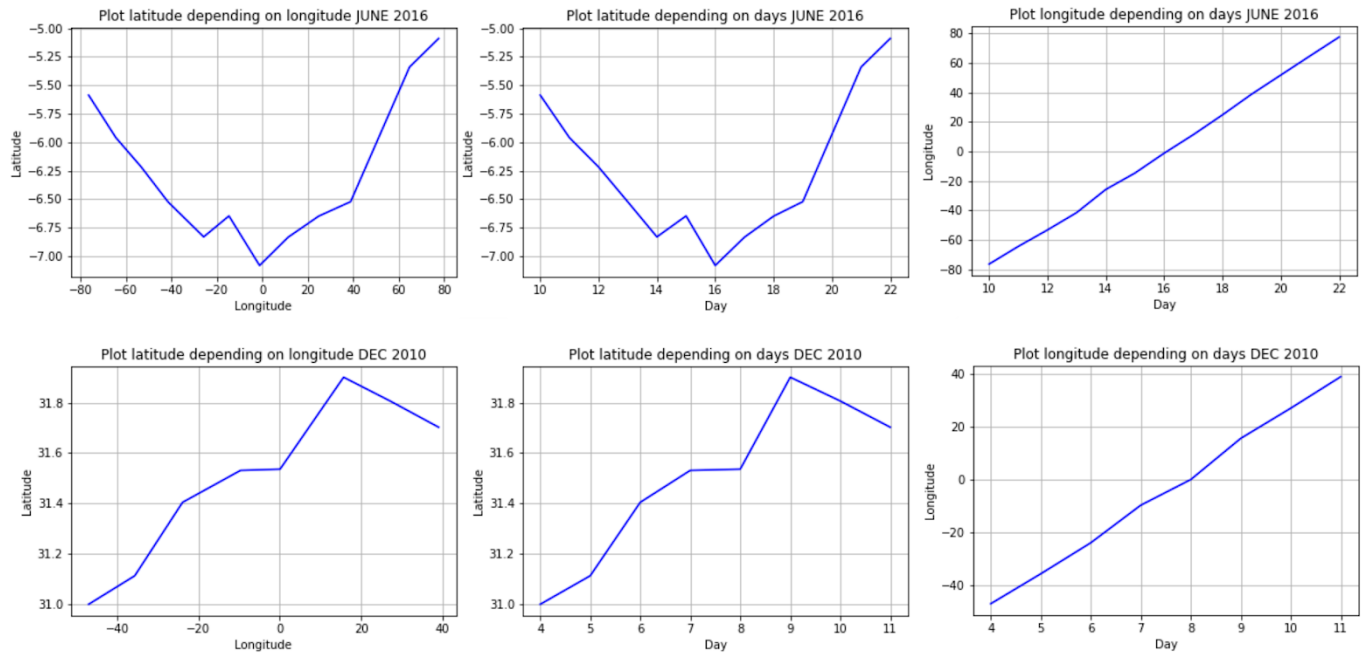 Plot latitude depending on longitude JUNE 2016
Latitude
−5.00
−5.25
−5.50
−5.75
−6.00
−6.25
−6.50
−6.75
−7.00
−80 −60 −40 −20 0 20 40 60 80
Longitude
Plot latitude depending on days JUNE 2016
Latitude
−5.00
−5.25
−5.50
−5.75
−6.00
−6.25
−6.50
−6.75
−7.00
10 12 14 16 18 20 22
Day
Plot longitude depending on days JUNE 2016
Longitude
80
60
40
20
0
−20
−40
−60
−80
10 12 14 16 18 20 22
Day
Plot latitude depending on longitude DEC 2010
Latitude
31.8
31.6
31.4
31.2
31.0
−40 −20 0 20 40
Longitude
Plot latitude depending on days DEC 2010
Latitude
31.8
31.6
31.4
31.2
31.0
4 5 6 7 8 9 10 11
Day
Plot longitude depending on days DEC 2010
Longitude
40
20
0
−20
−40
4 5 6 7 8 9 10 11
Day